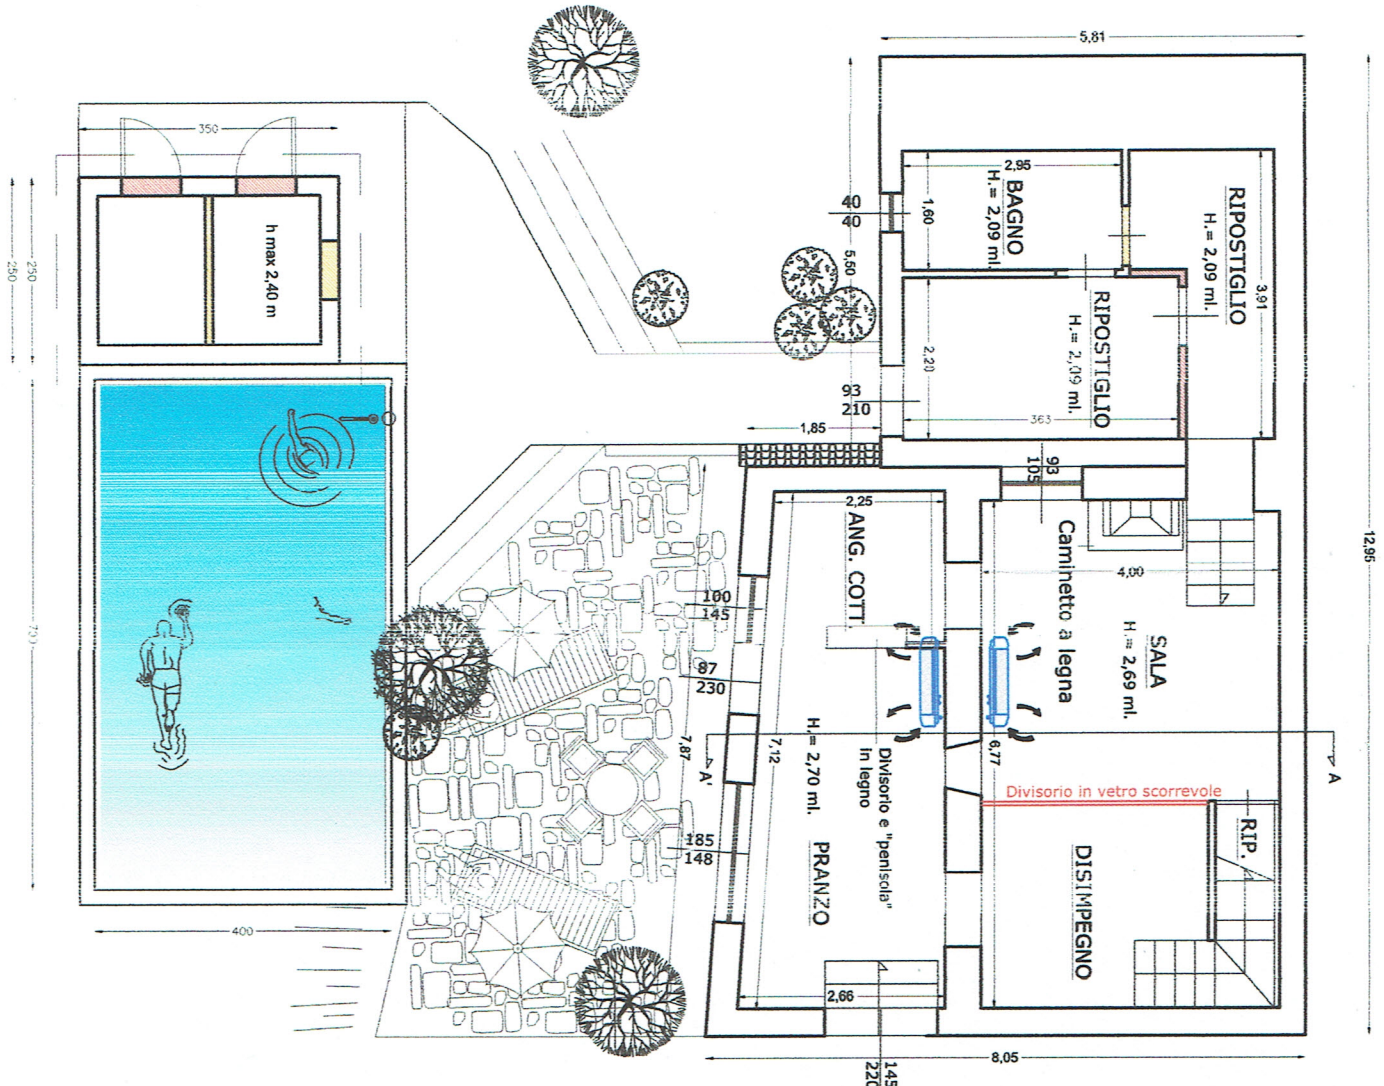 5,81
350
2,95
BAGNO
H.= 2,09 ml.
1,60
40
40
5,60
RIPOSTIGLIO
H.= 2,09 ml.
3,91
h max 2,40 m
250
250
RIPOSTIGLIO
H.= 2,09 ml.
2,20
363
93
210
1,85
93
105
12,95
2,25
ANG. COTT
Caminetto a legna
4,00
100
145
SALA
H.= 2,69 ml.
87
230
7,87
A'
7,12
H.= 2,70 ml.
Divisorio e "penisola"
in legno
6,77
A
Divisorio in vetro scorrevole
RIP.
185
148
PRANZO
DISIMPEGNO
400
2,66
8,05
145
220